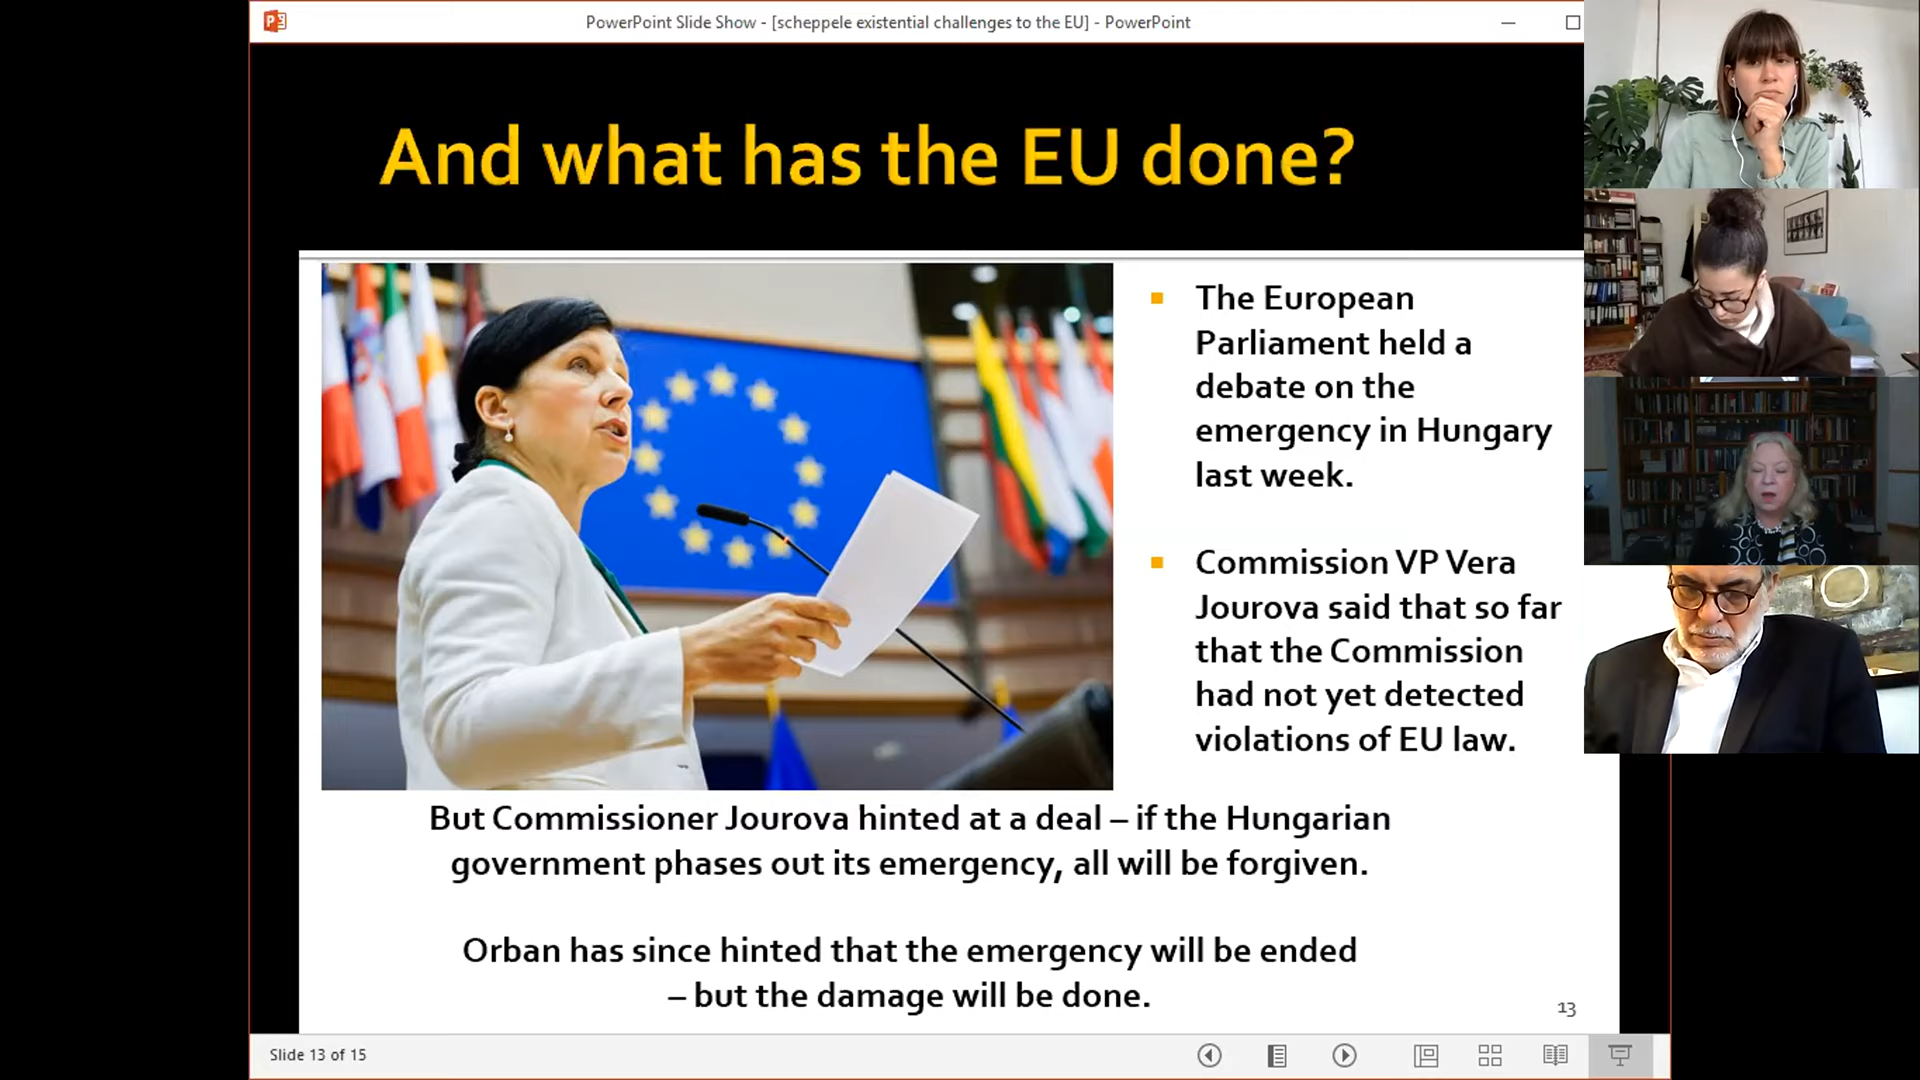 PowerPoint Slide Show - [scheppele existential challenges to the EU] - PowerPoint
And what has the EU done?
The European
Parliament held a
debate on the
emergency in Hungary
last week.
Commission VP Vera
Jourova said that so far
that the Commission
had not yet detected
violations of EU law.
But Commissioner Jourova hinted at a deal – if the Hungarian
government phases out its emergency, all will be forgiven.
Orban has since hinted that the emergency will be ended
– but the damage will be done.
13
Slide 13 of 15